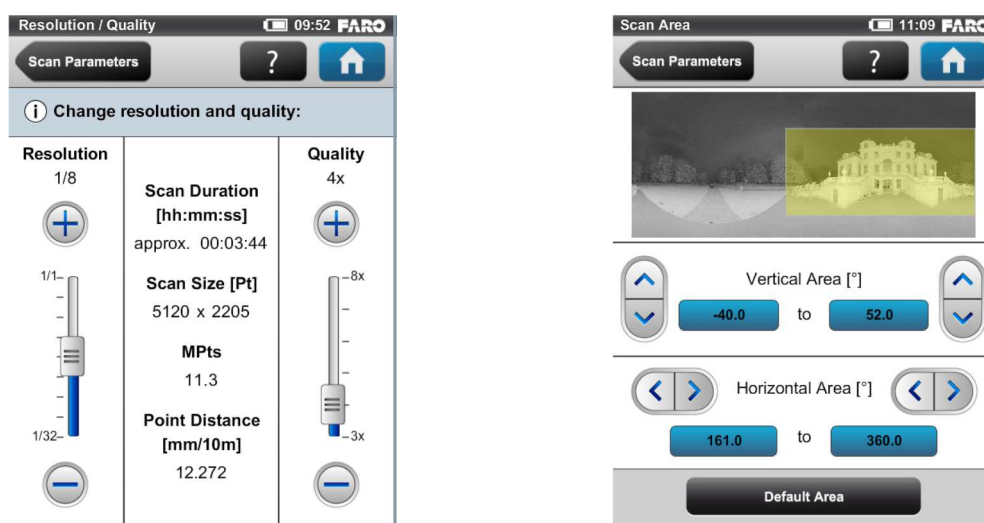 Resolution / Quality 09:52 FARO
Scan Parameters ?
i Change resolution and quality:
Resolution
1/8
1/1
1/32
Scan Duration
[hh:mm:ss]
approx. 00:03:44
Scan Size [Pt]
5120 x 2205
MPts
11.3
Point Distance
[mm/10m]
12.272
Quality
4x
8x
3x
Scan Area 11:09 FARO
Scan Parameters ?
Vertical Area [°]
-40.0 to 52.0
Horizontal Area [°]
161.0 to 360.0
Default Area